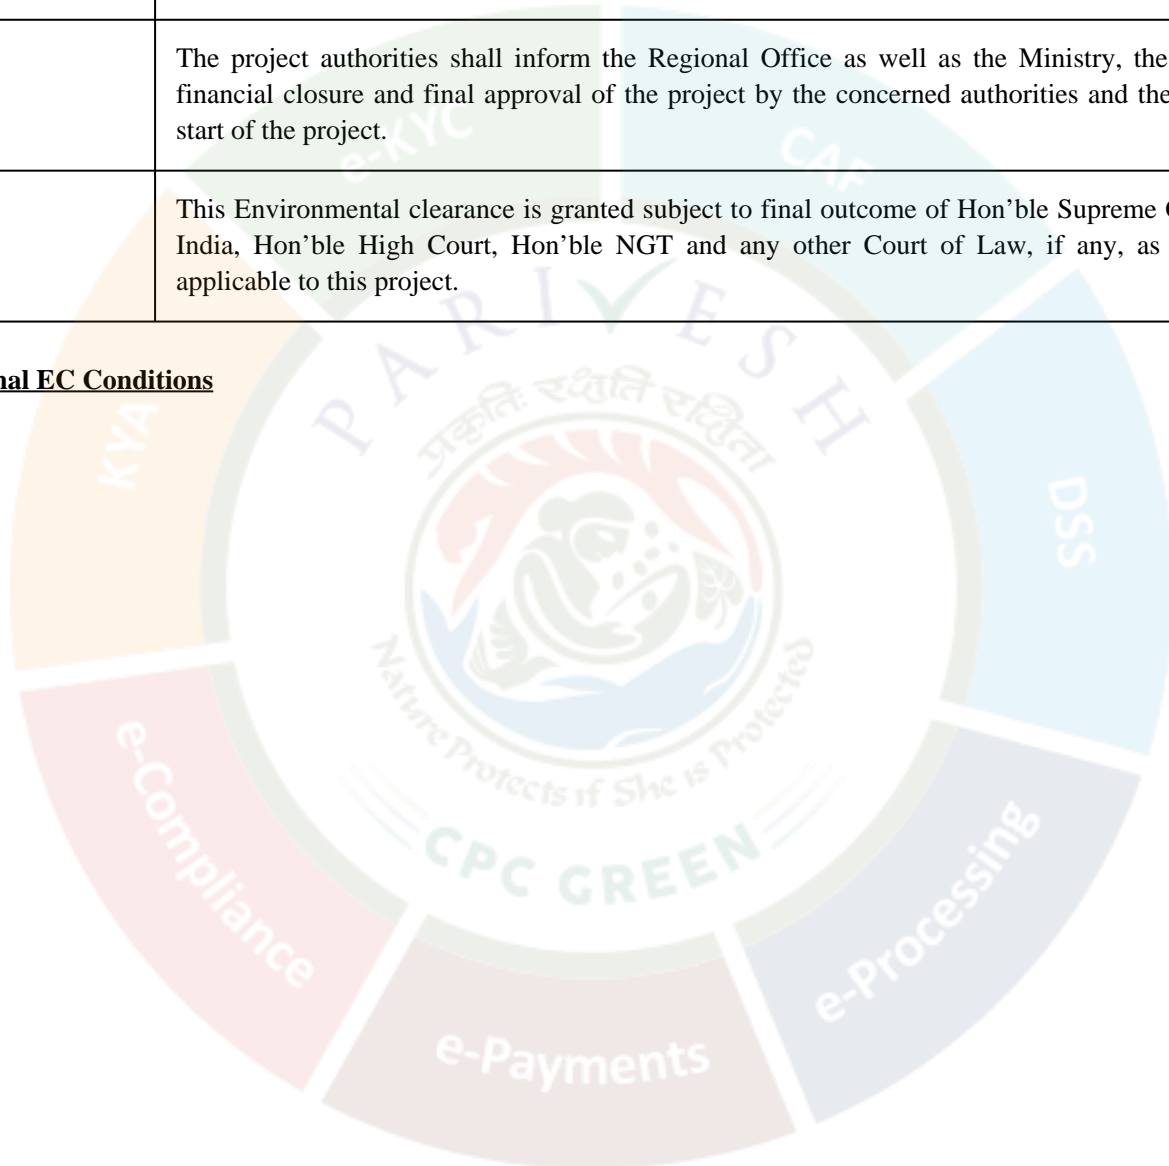 The project authorities shall inform the Regional Office as well as the Ministry, the
financial closure and final approval of the project by the concerned authorities and the
start of the project.
This Environmental clearance is granted subject to final outcome of Hon’ble Supreme
India, Hon’ble High Court, Hon’ble NGT and any other Court of Law, if any, as
applicable to this project.
EC Conditions
e-KYC
CAF
PARIVESH
प्रकृतिः रक्षति रक्षिता
KYA
DSS
Nature Protects if She is Protected
CPC GREEN
e-Compliance
e-Processing
e-Payments